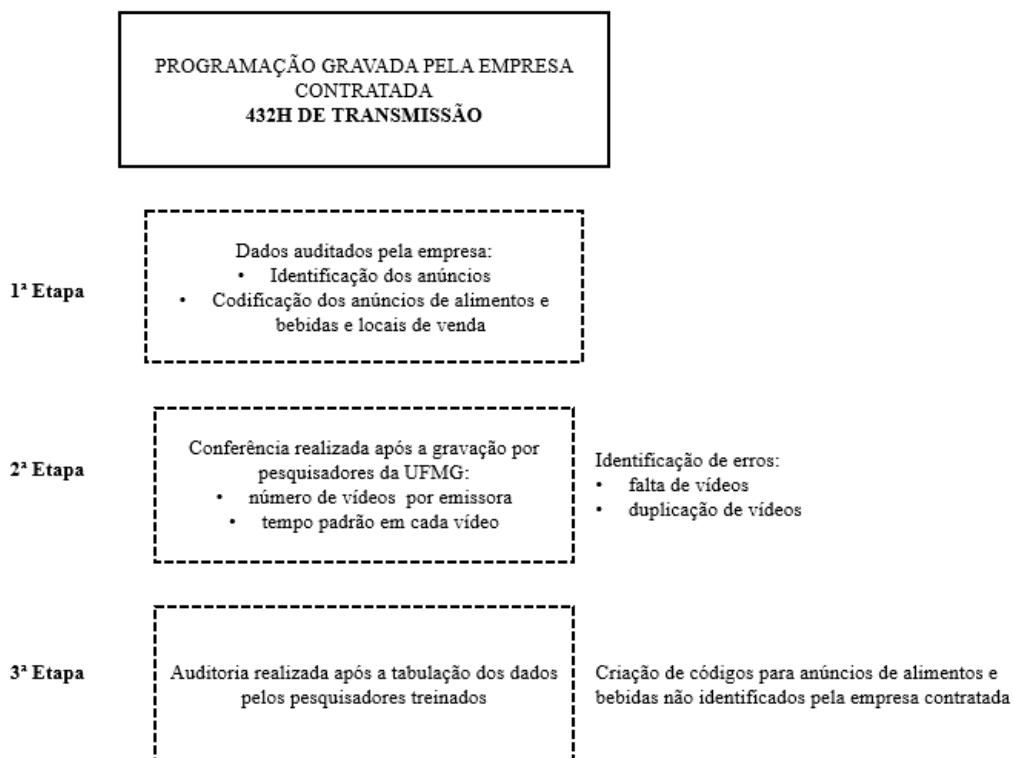 PROGRAMAÇÃO GRAVADA PELA EMPRESA
CONTRATADA
432H DE TRANSMISSÃO
1ª Etapa
Dados auditados pela empresa:
• Identificação dos anúncios
• Codificação dos anúncios de alimentos e
bebidas e locais de venda
2ª Etapa
Conferência realizada após a gravação por
pesquisadores da UFMG:
• número de vídeos por emissora
• tempo padrão em cada vídeo
Identificação de erros:
• falta de vídeos
• duplicação de vídeos
3ª Etapa
Auditoria realizada após a tabulação dos dados
pelos pesquisadores treinados
Criação de códigos para anúncios de alimentos e
bebidas não identificados pela empresa contratada